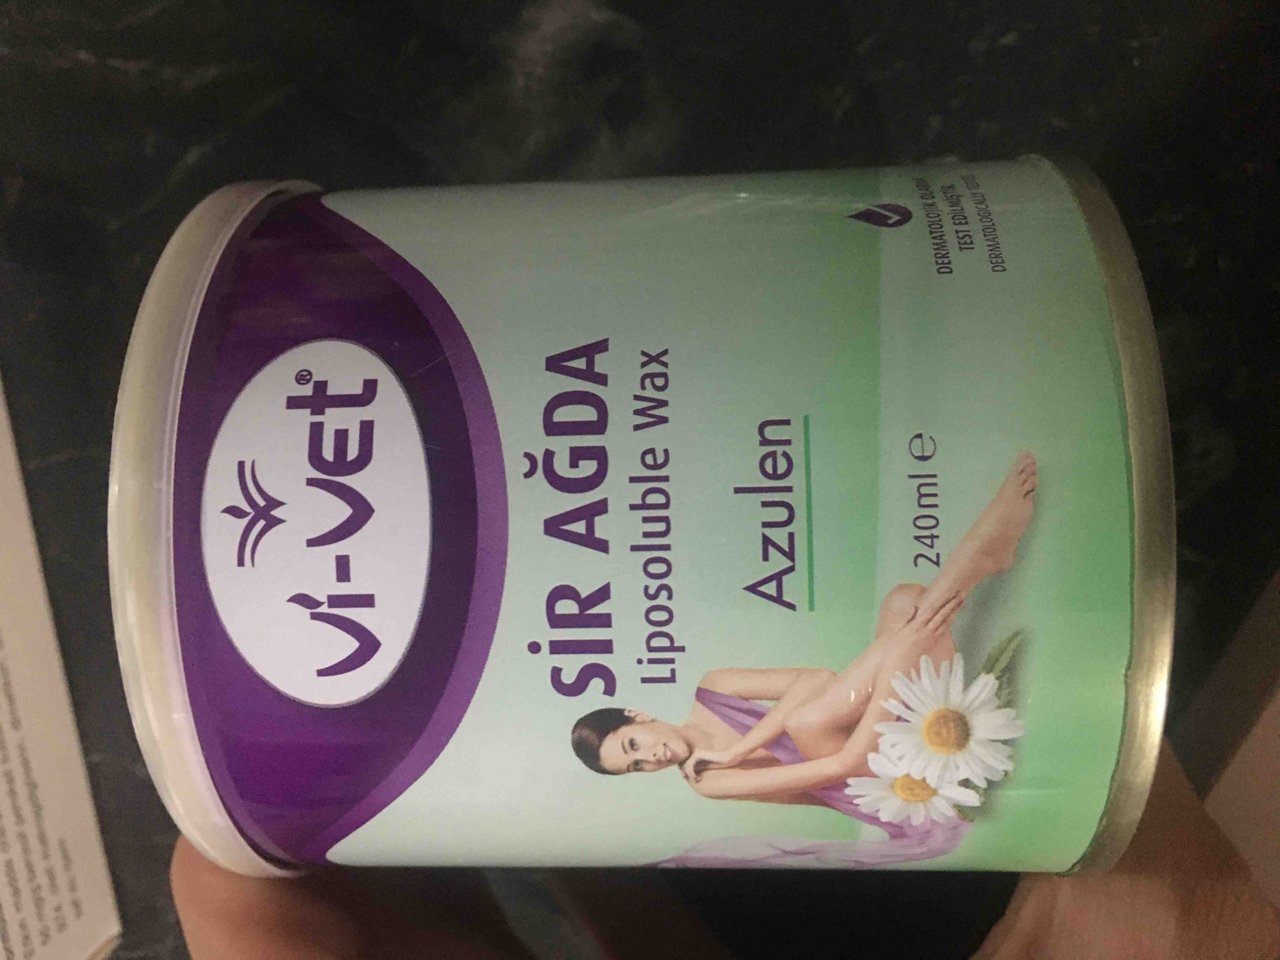 vi-vet®
SİR AĞDA
Liposoluble Wax
Azulen
240ml ℮
DERMATOLOJİK OLARAK
TEST EDİLMİŞTİR.
DERMATOLOGICALLY TESTED